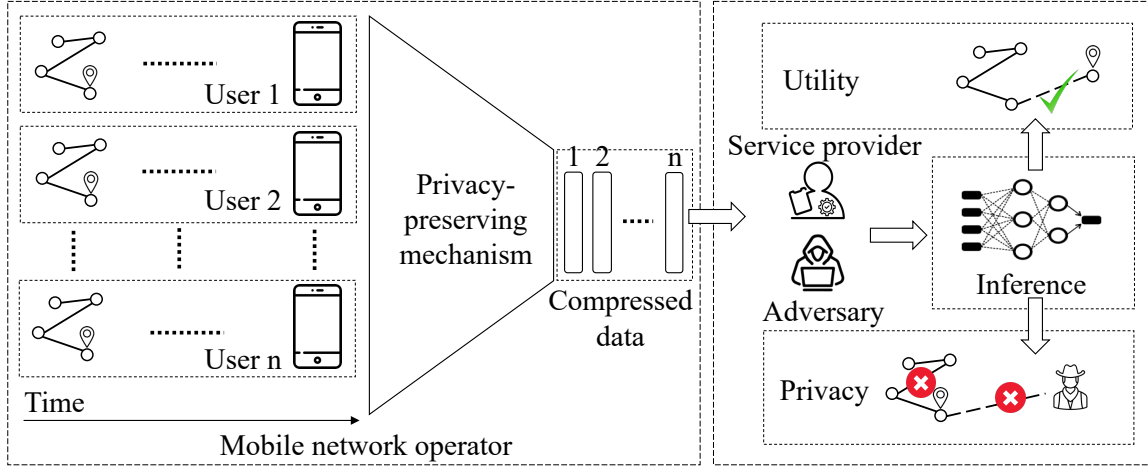 User 1
User 2
User n
Time
Mobile network operator
Privacy-
preserving
mechanism
1 2 n
Compressed
data
Service provider
Adversary
Utility
Inference
Privacy